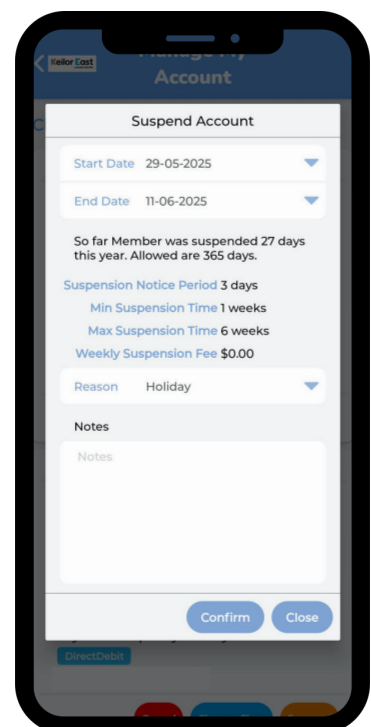 Keilor East
Account
Suspend Account
Start Date 29-05-2025
End Date 11-06-2025
So far Member was suspended 27 days
this year. Allowed are 365 days.
Suspension Notice Period 3 days
Min Suspension Time 1 weeks
Max Suspension Time 6 weeks
Weekly Suspension Fee $0.00
Reason Holiday
Notes
Notes
Confirm Close
DirectDebit